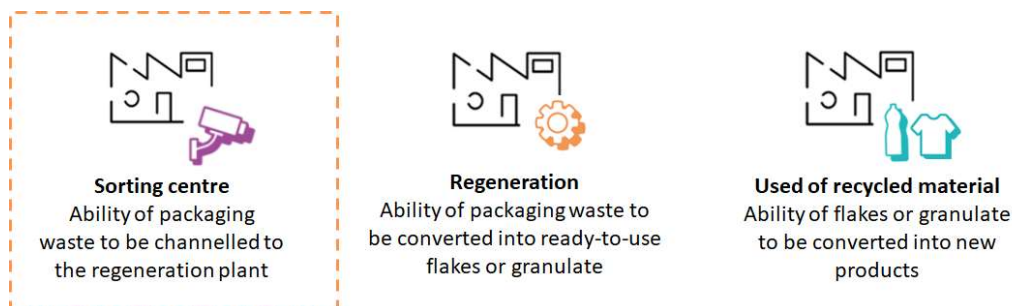 Sorting centre
Ability of packaging
waste to be channelled to
the regeneration plant
Regeneration
Ability of packaging waste to
be converted into ready-to-use
flakes or granulate
Used of recycled material
Ability of flakes or granulate
to be converted into new
products